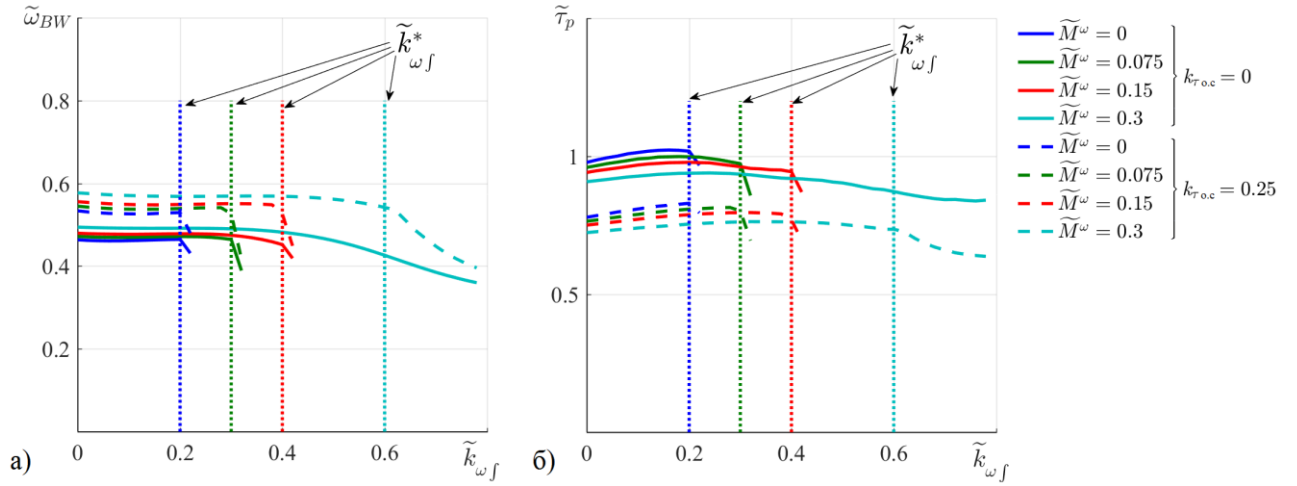 ω̃_BW
k̃*_ω∫
0.8
0.6
0.4
0.2
0 0.2 0.4 0.6 k̃_ω∫
а)
τ̃_p
k̃*_ω∫
1
0.5
0 0.2 0.4 0.6 k̃_ω∫
б)
M̃^ω = 0
M̃^ω = 0.075
M̃^ω = 0.15
M̃^ω = 0.3
k_τ о.с = 0
M̃^ω = 0
M̃^ω = 0.075
M̃^ω = 0.15
M̃^ω = 0.3
k_τ о.с = 0.25